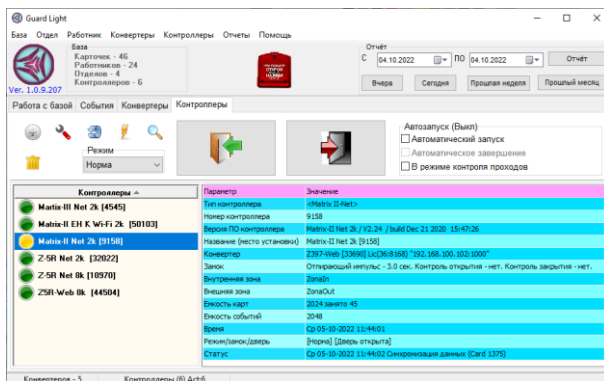 Guard Light
База Отдел Работник Конвертеры Контроллеры Отчеты Помощь
Ver. 1.0.9.207
База
Карточек - 46
Работников - 24
Отделов - 4
Контроллеров - 6
Отчёт
С 04.10.2022 ПО 04.10.2022 Отчёт
Вчера Сегодня Прошлая неделя Прошлый месяц
Работа с базой События Конвертеры Контроллеры
Режим
Норма
Автозапуск (Выкл)
Автоматический запуск
Автоматическое завершение
В режиме контроля проходов
Контроллеры
Matrix-III Net 2k [4545]
Matrix-II EH K Wi-Fi 2k [50103]
Matrix-II Net 2k [9158]
Z-5R Net 2k [32022]
Z-5R Net 8k [10970]
Z5R-Web 8k [44504]
Параметр Значение
Тип контроллера <Matrix II-Net>
Номер контроллера 9158
Версия ПО контроллера Matrix-II Net 2k / V2.24 / build Dec 21 2020 15:47:26
Название (место установки) Matrix-II Net 2k [9158]
Конвертер Z397-Web [33690] Lic(36:8168) "192.168.100.102:1000"
Замок Отпирающий импульс - 3.0 сек. Контроль открытия - нет. Контроль закрытия - нет.
Внутренняя зона ZonaIn
Внешняя зона ZonaOut
Емкость карт 2024 занято 45
Емкость событий 2048
Время Ср 05-10-2022 11:44:01
Режим/замок/дверь [Норма] [Дверь открыта]
Статус Ср 05-10-2022 11:44:02 Синхронизация данных (Card 1375)
Конвертеров - 5 Контроллеры (6) Act:6